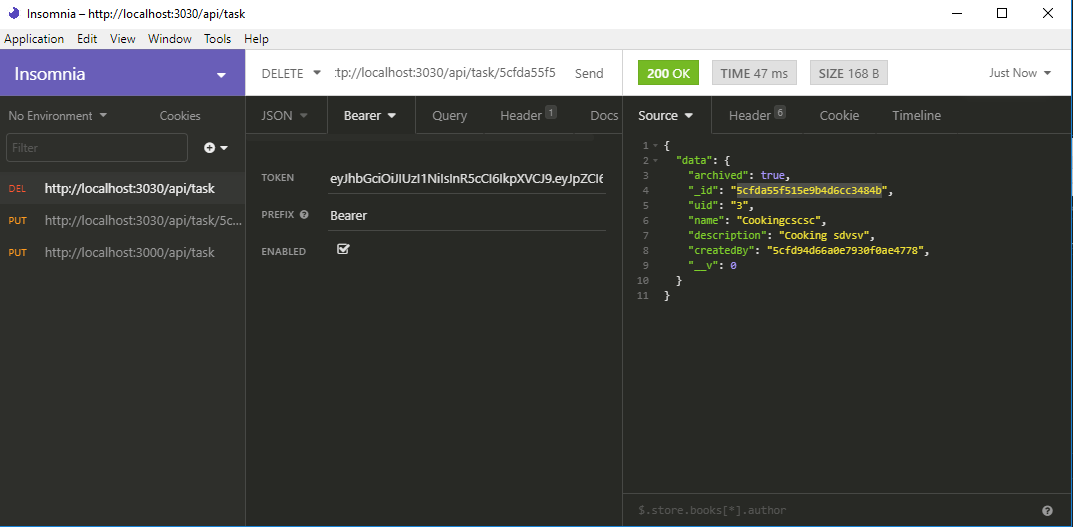 Insomnia – http://localhost:3030/api/task
Application Edit View Window Tools Help
Insomnia
DELETE :tp://localhost:3030/api/task/5cfda55f5 Send
200 OK TIME 47 ms SIZE 168 B Just Now
No Environment Cookies
JSON Bearer Query Header 1 Docs
Source Header 6 Cookie Timeline
Filter
DEL http://localhost:3030/api/task
PUT http://localhost:3030/api/task/5c...
PUT http://localhost:3000/api/task
TOKEN eyJhbGciOiJIUzI1NiIsInR5cCI6IkpXVCJ9.eyJpZCI6
PREFIX Bearer
ENABLED
1 {
2 "data": {
3 "archived": true,
4 "_id": "5cfda55f515e9b4d6cc3484b",
5 "uid": "3",
6 "name": "Cookingcscsc",
7 "description": "Cooking sdvsv",
8 "createdBy": "5cfd94d66a0e7930f0ae4778",
9 "__v": 0
10 }
11 }
$.store.books[*].author